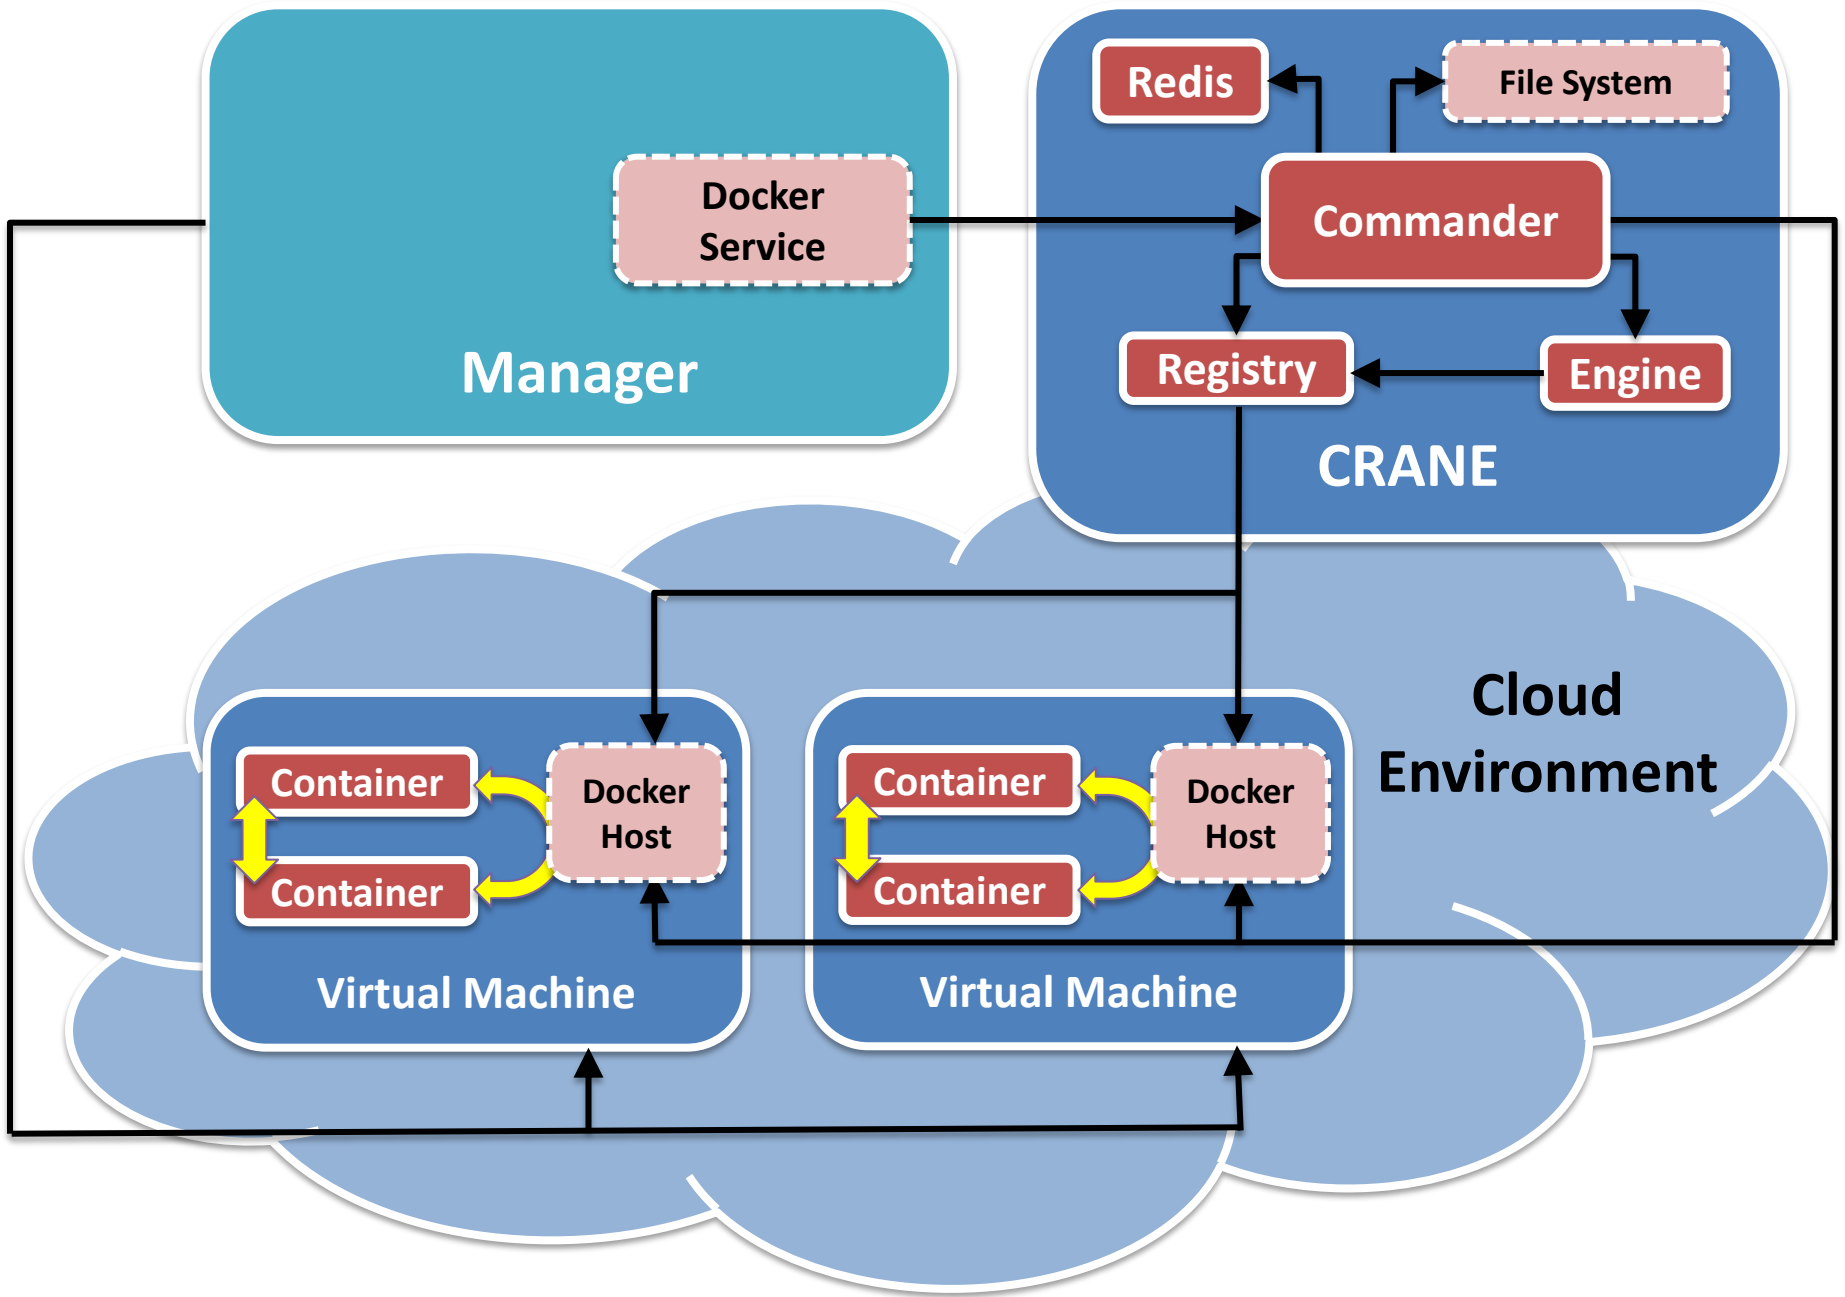 Redis
File System
Docker
Service
Commander
Manager
Registry
Engine
CRANE
Cloud
Environment
Container
Docker
Host
Container
Virtual Machine
Container
Docker
Host
Container
Virtual Machine